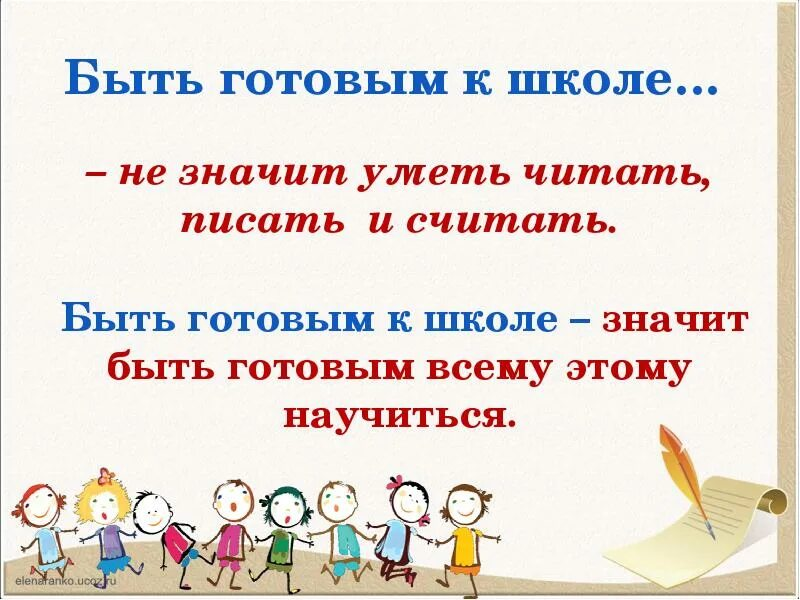 Быть готовым к школе...
– не значит уметь читать,
писать и считать.
Быть готовым к школе – значит
быть готовым всему этому
научиться.
elenaranko.ucoz.ru